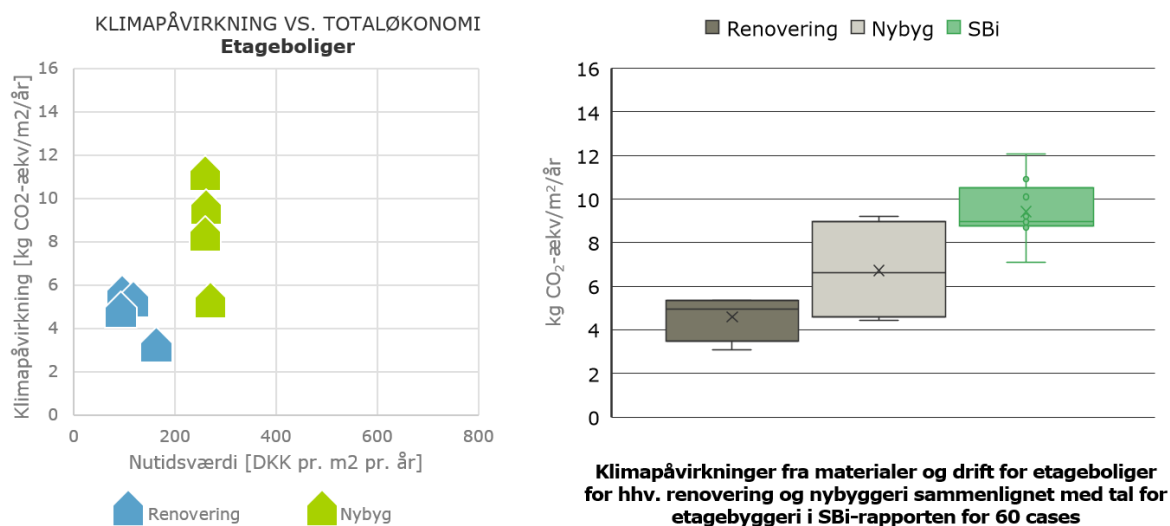 KLIMAPÅVIRKNING VS. TOTALØKONOMI
Etageboliger
Klimapåvirkning [kg CO2-ækv/m2/år]
16
14
12
10
8
6
4
2
0
0 200 400 600 800
Nutidsværdi [DKK pr. m2 pr. år]
Renovering Nybyg
Renovering Nybyg SBi
kg CO₂-ækv/m²/år
16
14
12
10
8
6
4
2
0
Klimapåvirkninger fra materialer og drift for etageboliger
for hhv. renovering og nybyggeri sammenlignet med tal for
etagebyggeri i SBi-rapporten for 60 cases